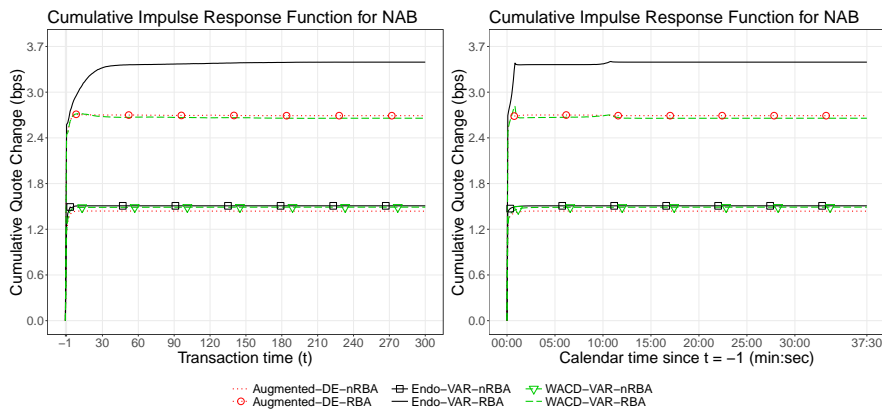 Cumulative Impulse Response Function for NAB
Cumulative Quote Change (bps)
3.7
3.0
2.4
1.8
1.2
0.6
0.0
−1 30 60 90 120 150 180 210 240 270 300
Transaction time (t)
Cumulative Impulse Response Function for NAB
Cumulative Quote Change (bps)
3.7
3.0
2.4
1.8
1.2
0.6
0.0
00:00 05:00 10:00 15:00 20:00 25:00 30:00 37:30
Calendar time since t = −1 (min:sec)
Augmented−DE−nRBA Endo−VAR−nRBA WACD−VAR−nRBA
Augmented−DE−RBA Endo−VAR−RBA WACD−VAR−RBA